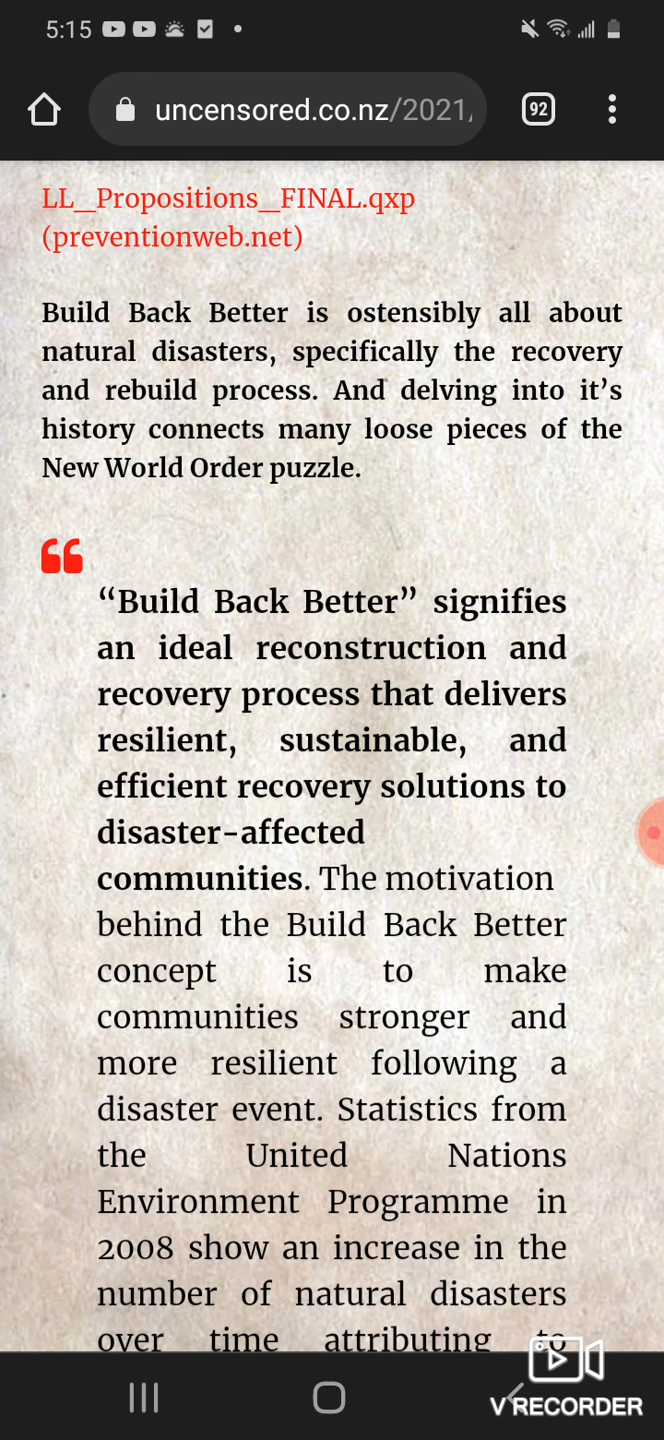 5:15
uncensored.co.nz/2021/
92
LL_Propositions_FINAL.qxp
(preventionweb.net)
Build Back Better is ostensibly all about
natural disasters, specifically the recovery
and rebuild process. And delving into it’s
history connects many loose pieces of the
New World Order puzzle.
“Build Back Better” signifies
an ideal reconstruction and
recovery process that delivers
resilient, sustainable, and
efficient recovery solutions to
disaster-affected
communities. The motivation
behind the Build Back Better
concept is to make
communities stronger and
more resilient following a
disaster event. Statistics from
the United Nations
Environment Programme in
2008 show an increase in the
number of natural disasters
over time attributing to
V RECORDER